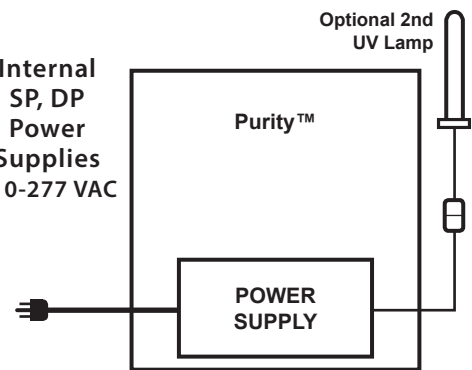 Optional 2nd
UV Lamp
Internal
SP, DP
Power
Supplies
0-277 VAC
Purity™
POWER
SUPPLY